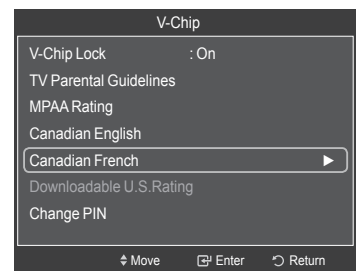 V-Chip
V-Chip Lock : On
TV Parental Guidelines
MPAA Rating
Canadian English
Canadian French
Downloadable U.S.Rating
Change PIN
Move Enter Return